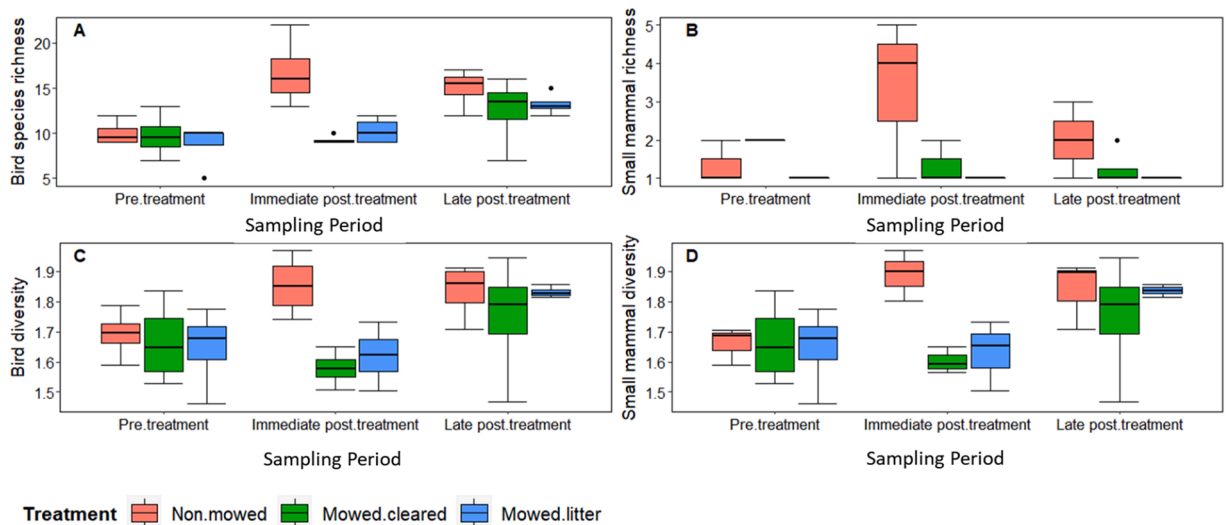 A
Bird species richness
20
15
10
5
Pre.treatment Immediate post.treatment Late post.treatment
Sampling Period
B
Small mammal richness
5
4
3
2
1
Pre.treatment Immediate post.treatment Late post.treatment
Sampling Period
C
Bird diversity
1.9
1.8
1.7
1.6
1.5
Pre.treatment Immediate post.treatment Late post.treatment
Sampling Period
D
Small mammal diversity
1.9
1.8
1.7
1.6
1.5
Pre.treatment Immediate post.treatment Late post.treatment
Sampling Period
Treatment Non.mowed Mowed.cleared Mowed.litter